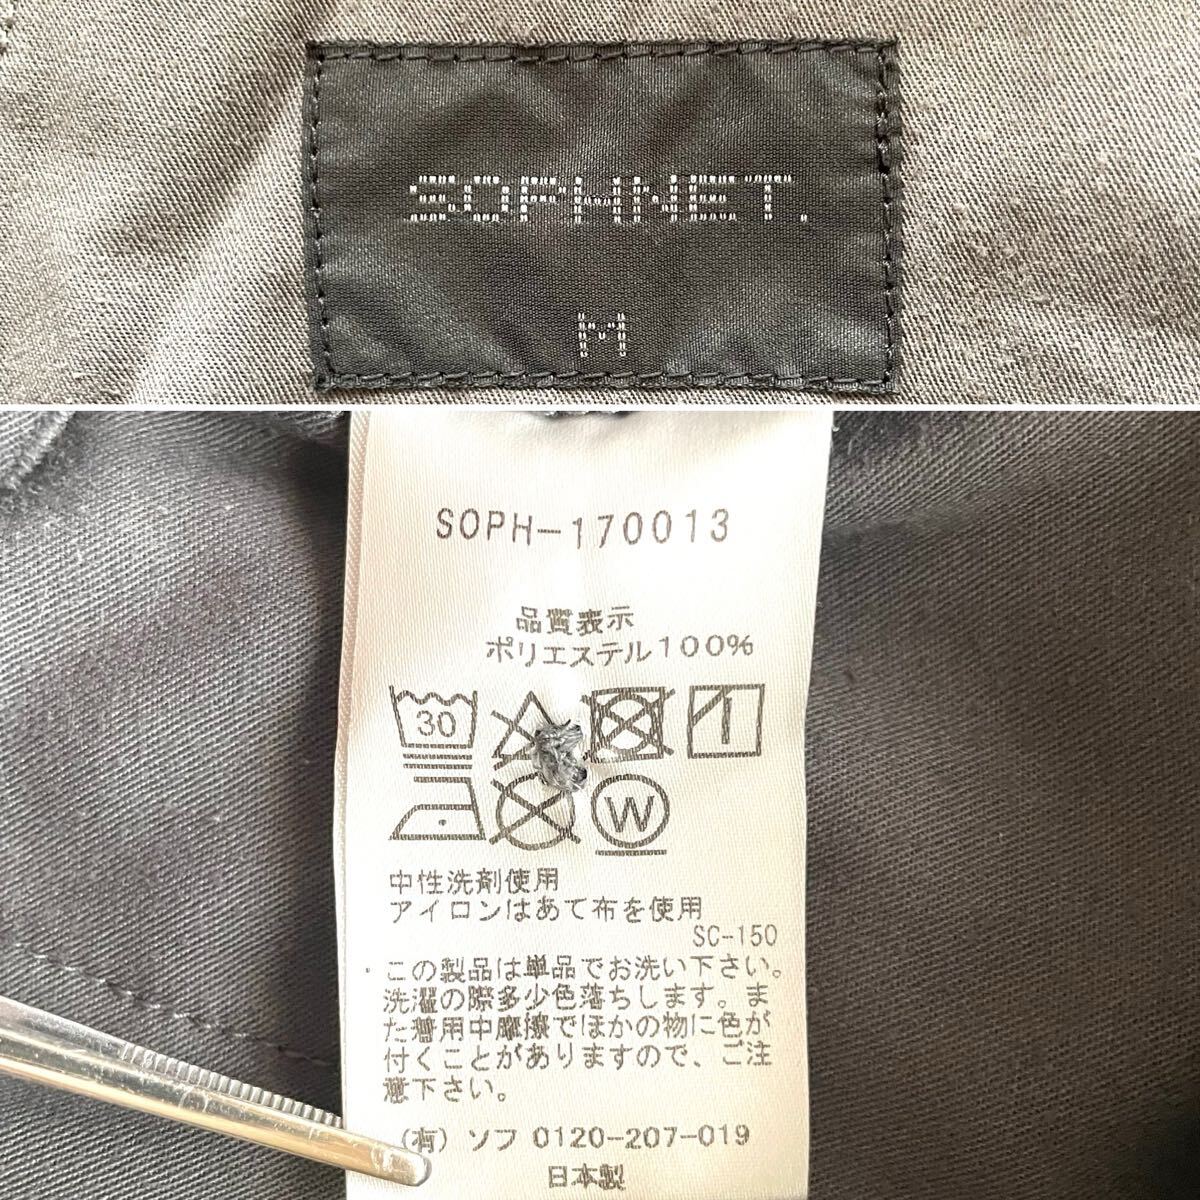 SOPHNET.
M
SOPH-170013
品質表示
ポリエステル100%
30
W
中性洗剤使用
アイロンはあて布を使用
SC-150
・この製品は単品でお洗い下さい。
洗濯の際多少色落ちします。ま
た着用中摩擦でほかの物に色が
付くことがありますので、ご注
意下さい。
(有) ソフ 0120-207-019
日本製